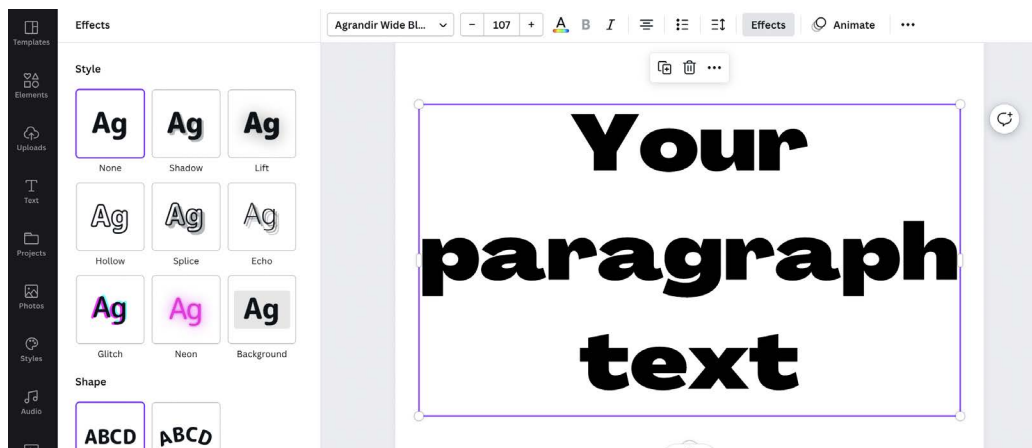 Templates
Elements
Uploads
Text
Projects
Photos
Styles
Audio
Effects
Style
Ag Ag Ag
None Shadow Lift
Ag Ag Ag
Hollow Splice Echo
Ag Ag Ag
Glitch Neon Background
Shape
ABCD ABCD
Agrandir Wide Bl... − 107 + A B I Effects Animate
Your
paragraph
text